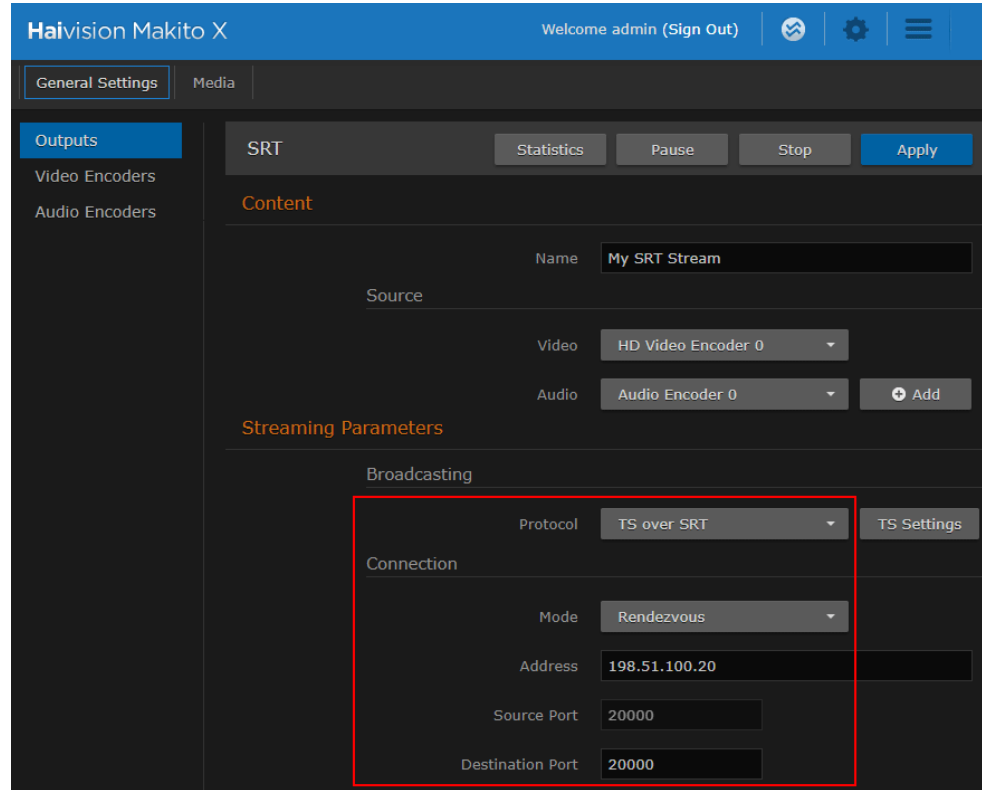 Haivision Makito X
Welcome admin (Sign Out)
General Settings
Media
Outputs
Video Encoders
Audio Encoders
SRT
Statistics
Pause
Stop
Apply
Content
Name
My SRT Stream
Source
Video
HD Video Encoder 0
Audio
Audio Encoder 0
Add
Streaming Parameters
Broadcasting
Protocol
TS over SRT
TS Settings
Connection
Mode
Rendezvous
Address
198.51.100.20
Source Port
20000
Destination Port
20000